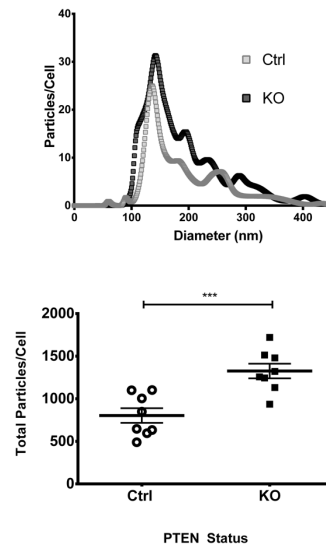 Particles/Cell
40
30
20
10
0
Ctrl
KO
0
100
200
300
400
Diameter (nm)
Total Particles/Cell
2000
1500
1000
500
0
***
Ctrl
KO
PTEN Status